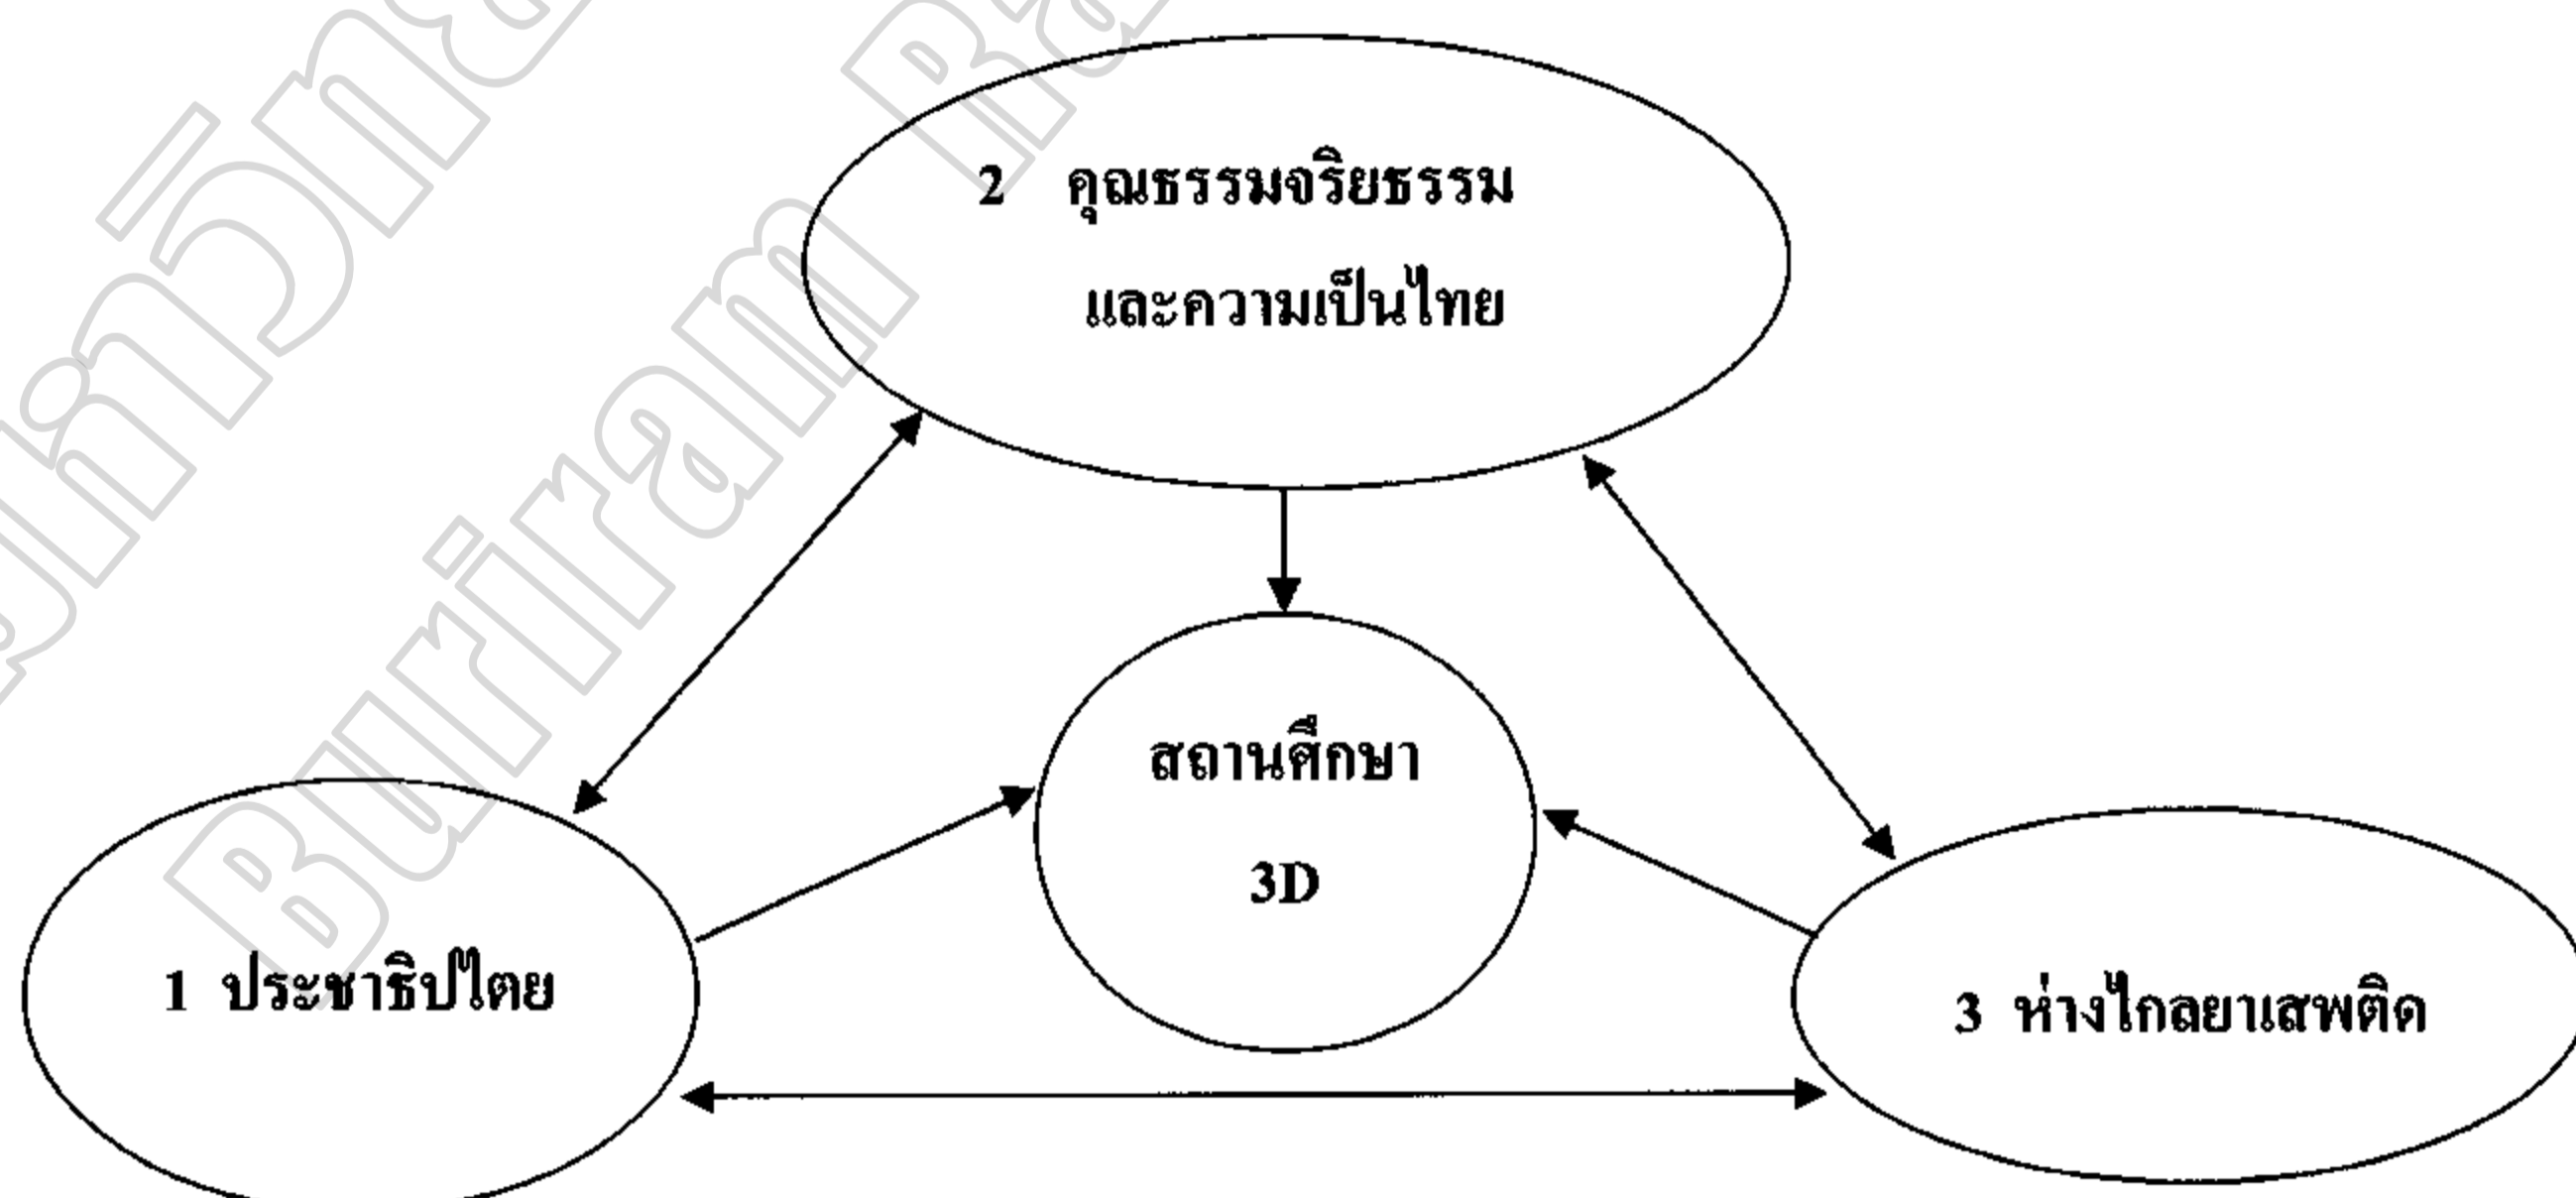 2 คุณธรรมจริยธรรม
และความเป็นไทย
สถานศึกษา
3D
1 ประชาธิปไตย
3 ห่างไกลยาเสพติด
Buriram